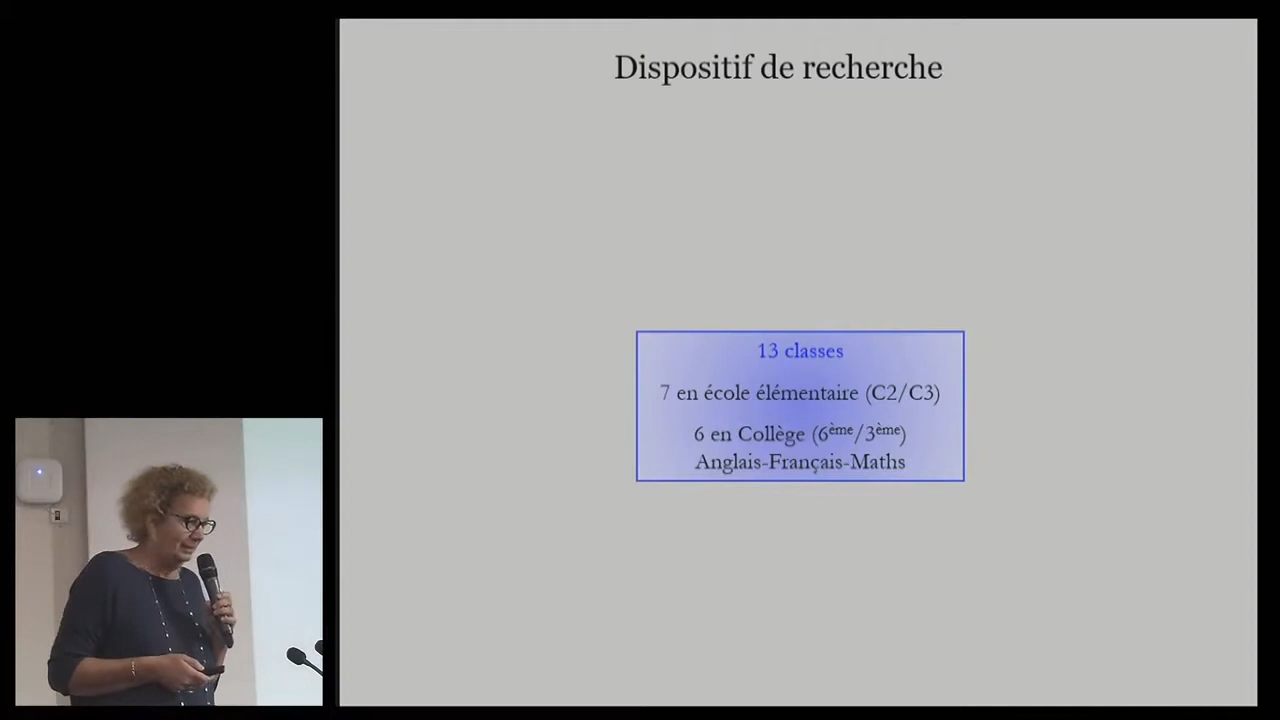 Dispositif de recherche
13 classes
7 en école élémentaire (C2/C3)
6 en Collège (6ème/3ème)
Anglais-Français-Maths